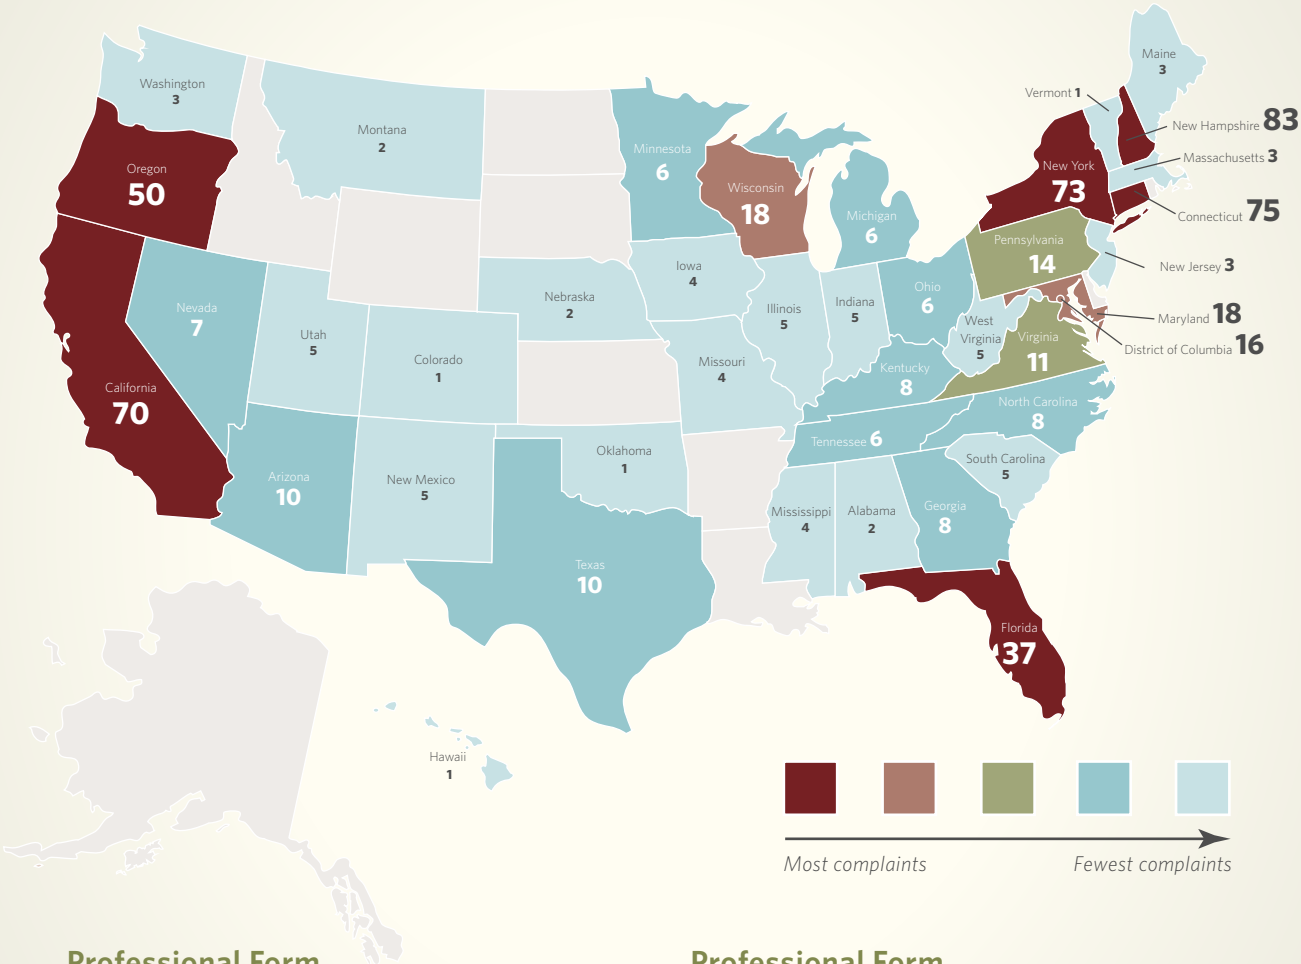 Maine
3
Vermont 1
Washington
3
New Hampshire 83
Montana
2
Minnesota
6
Massachusetts 3
Oregon
50
New York
73
Wisconsin
18
Connecticut 75
Michigan
6
Pennsylvania
14
New Jersey 3
Iowa
4
Nebraska
2
Indiana
5
Ohio
6
Illinois
5
Nevada
7
Maryland 18
West
Virginia
5
Utah
5
Virginia
11
District of Columbia 16
Colorado
1
Missouri
4
Kentucky
8
California
70
North Carolina
8
Tennessee 6
Oklahoma
1
South Carolina
5
Arizona
10
New Mexico
5
Mississippi
4
Alabama
2
Georgia
8
Texas
10
Florida
37
Hawaii
1
Most complaints
Fewest complaints
Professional Form
Professional Form